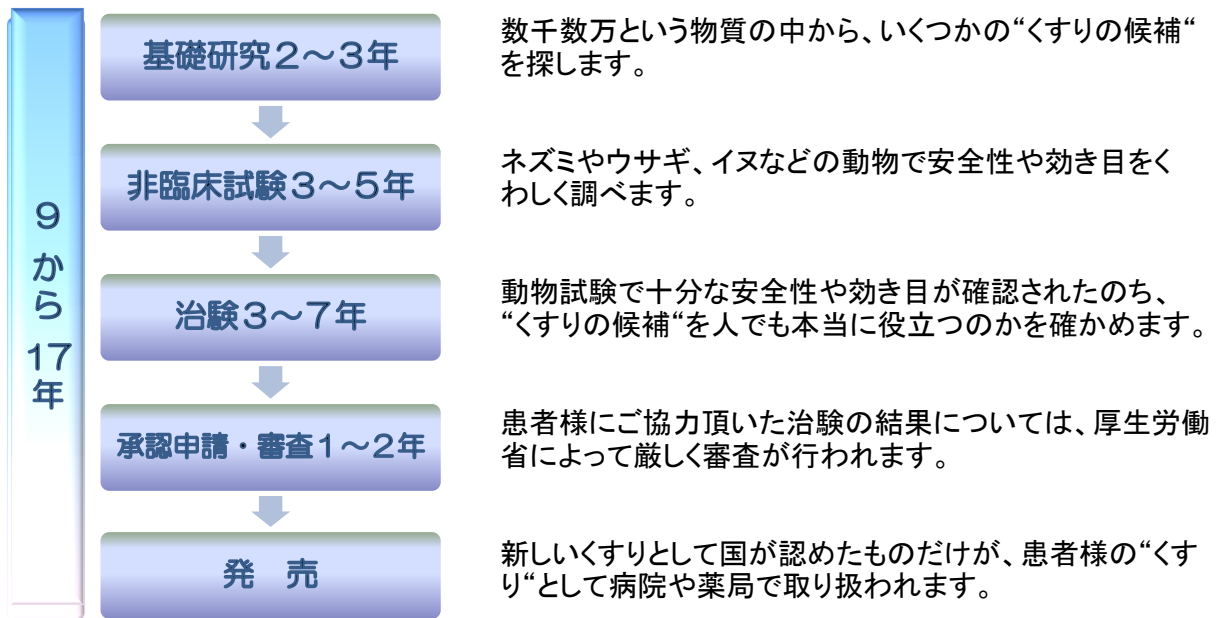 9
から
17
年
基礎研究２～３年
数千数万という物質の中から、いくつかの“くすりの候補“
を探します。
非臨床試験３～５年
ネズミやウサギ、イヌなどの動物で安全性や効き目をく
わしく調べます。
治験３～７年
動物試験で十分な安全性や効き目が確認されたのち、
“くすりの候補“を人でも本当に役立つのかを確かめます。
承認申請・審査１～２年
患者様にご協力頂いた治験の結果については、厚生労働
省によって厳しく審査が行われます。
発　売
新しいくすりとして国が認めたものだけが、患者様の“くす
り“として病院や薬局で取り扱われます。